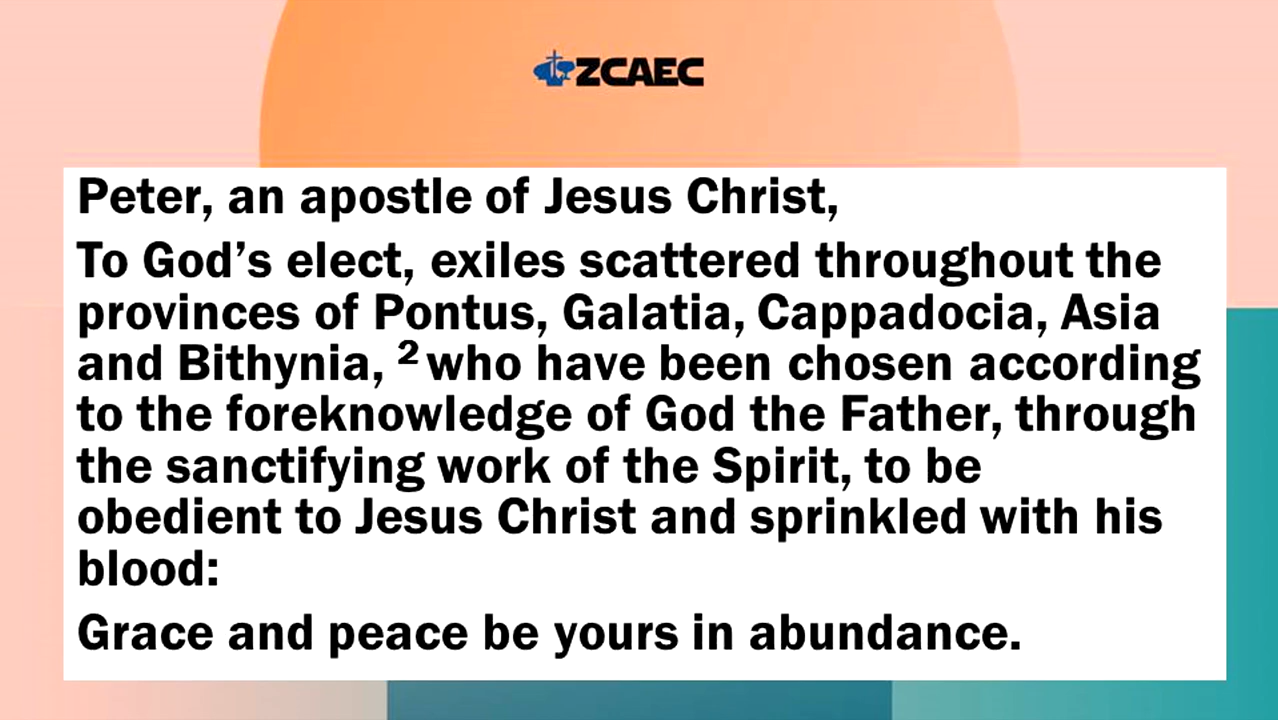 ZCAEC
Peter, an apostle of Jesus Christ,
To God’s elect, exiles scattered throughout the
provinces of Pontus, Galatia, Cappadocia, Asia
and Bithynia, ² who have been chosen according
to the foreknowledge of God the Father, through
the sanctifying work of the Spirit, to be
obedient to Jesus Christ and sprinkled with his
blood:
Grace and peace be yours in abundance.